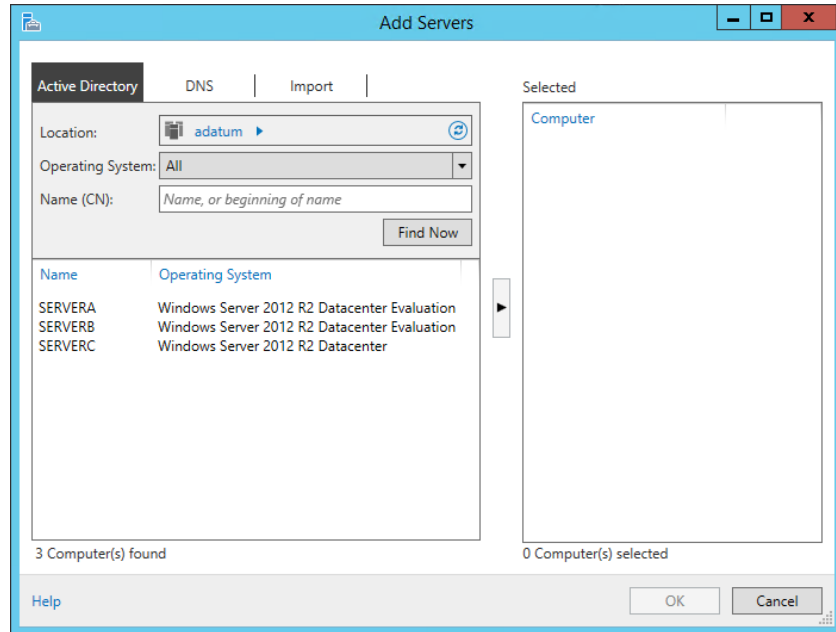 Add Servers
Active Directory
DNS
Import
Location:
adatum
Operating System:
All
Name (CN):
Name, or beginning of name
Find Now
Name
Operating System
SERVERA
Windows Server 2012 R2 Datacenter Evaluation
SERVERB
Windows Server 2012 R2 Datacenter Evaluation
SERVERC
Windows Server 2012 R2 Datacenter
3 Computer(s) found
Selected
Computer
0 Computer(s) selected
Help
OK
Cancel